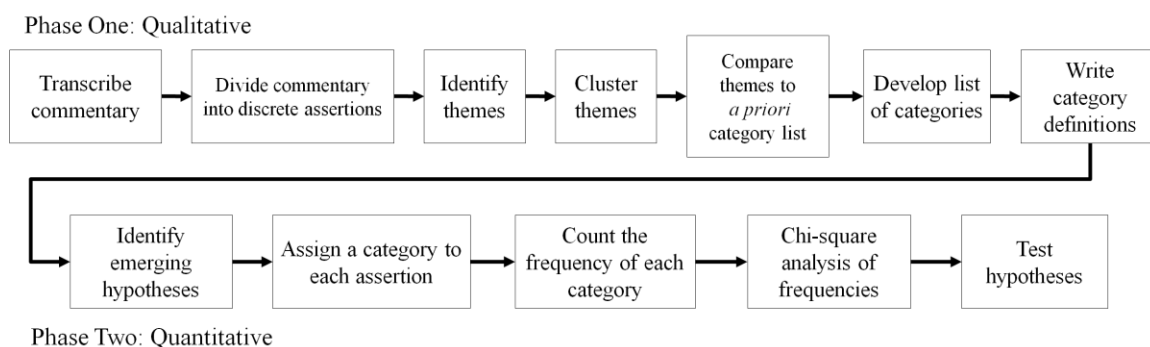 Phase One: Qualitative
Transcribe
commentary
Divide commentary
into discrete assertions
Identify
themes
Cluster
themes
Compare
themes to
a priori
category list
Develop list
of categories
Write
category
definitions
Identify
emerging
hypotheses
Assign a category to
each assertion
Count the
frequency of each
category
Chi-square
analysis of
frequencies
Test
hypotheses
Phase Two: Quantitative